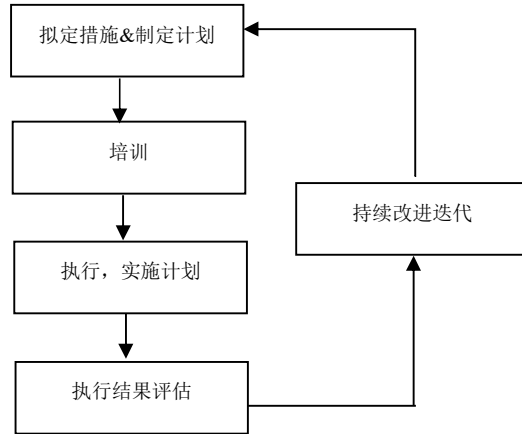 拟定措施&制定计划
培训
执行，实施计划
执行结果评估
持续改进迭代